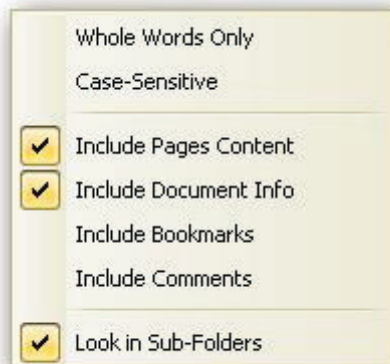 Whole Words Only
Case-Sensitive
Include Pages Content
Include Document Info
Include Bookmarks
Include Comments
Look in Sub-Folders